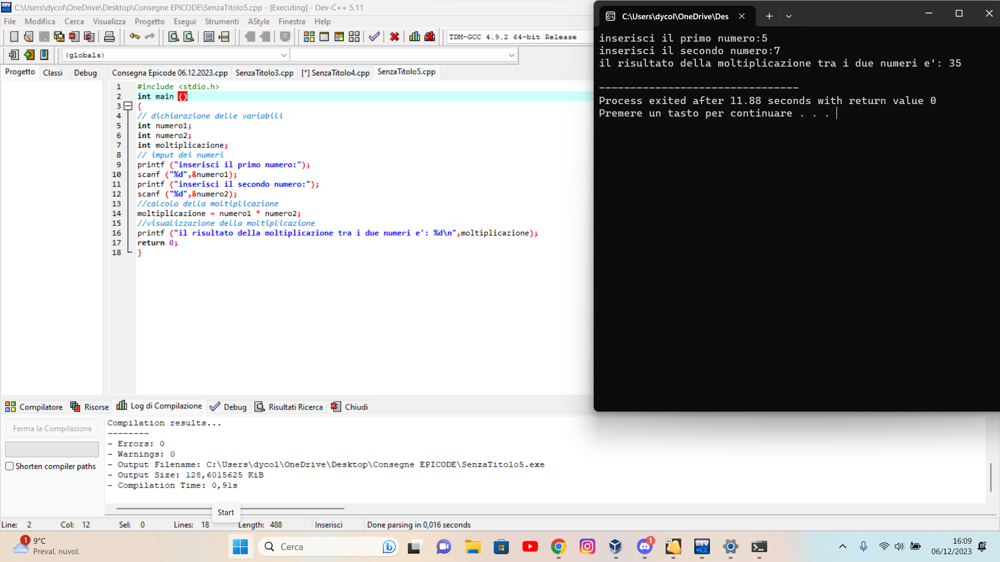 C:\Users\dycol\OneDrive\Desktop\Consegne EPICODE\SenzaTitolo5.cpp - [Executing] - Dev-C++ 5.11
File Modifica Cerca Visualizza Progetto Esegui Strumenti AStyle Finestra Help
TDM-GCC 4.9.2 64-bit Release
(globals)
Progetto Classi Debug
Consegna Epicode 06.12.2023.cpp SenzaTitolo3.cpp [*] SenzaTitolo4.cpp SenzaTitolo5.cpp
1 #include <stdio.h>
2 int main ()
3 {
4 // dichiarazione delle variabili
5 int numero1;
6 int numero2;
7 int moltiplicazione;
8 // imput dei numeri
9 printf ("inserisci il primo numero:");
10 scanf ("%d",&numero1);
11 printf ("inserisci il secondo numero:");
12 scanf ("%d",&numero2);
13 //calcolo della moltiplicazione
14 moltiplicazione = numero1 * numero2;
15 //visualizzazione della moltiplicazione
16 printf ("il risultato della moltiplicazione tra i due numeri e': %d\n",moltiplicazione);
17 return 0;
18 }
C:\Users\dycol\OneDrive\Des
inserisci il primo numero:5
inserisci il secondo numero:7
il risultato della moltiplicazione tra i due numeri e': 35
--------------------------------
Process exited after 11.88 seconds with return value 0
Premere un tasto per continuare . . .
Compilatore Risorse Log di Compilazione Debug Risultati Ricerca Chiudi
Ferma la Compilazione
Shorten compiler paths
Compilation results...
--------
- Errors: 0
- Warnings: 0
- Output Filename: C:\Users\dycol\OneDrive\Desktop\Consegne EPICODE\SenzaTitolo5.exe
- Output Size: 128,6015625 KiB
- Compilation Time: 0,91s
Start
Line: 2 Col: 12 Sel: 0 Lines: 18 Length: 488 Inserisci Done parsing in 0,016 seconds
1
9°C
Preval. nuvol.
Cerca
1
64
DEV
C++
16:09
06/12/2023